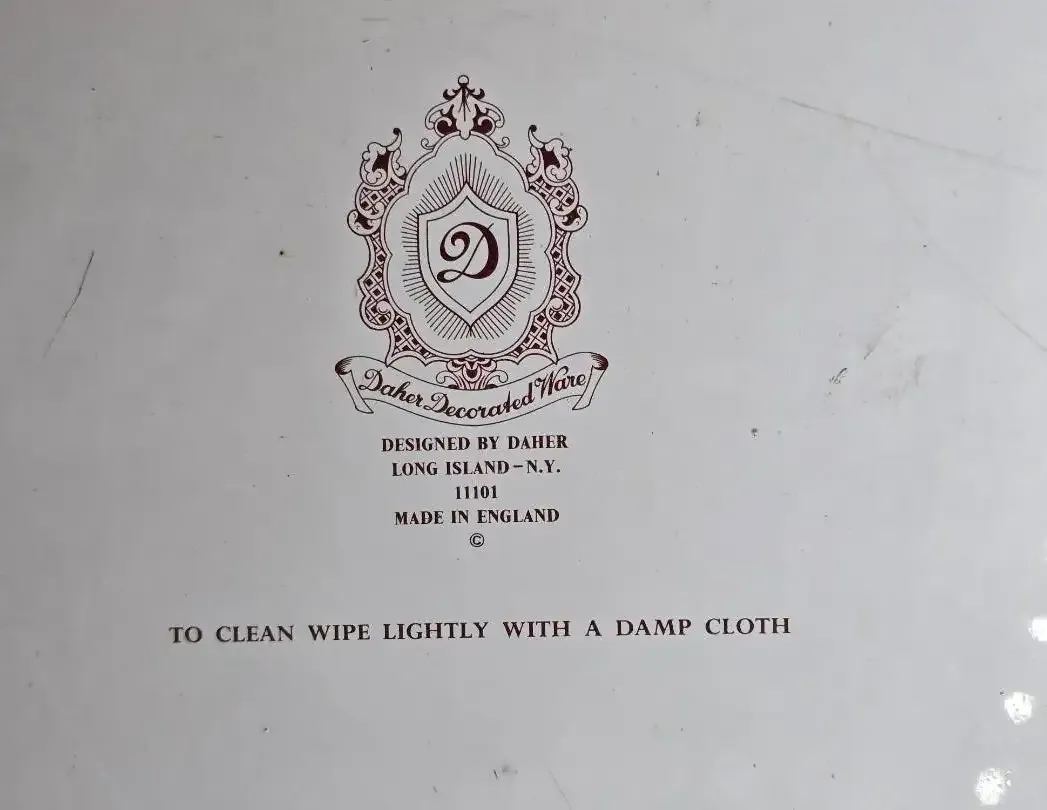 D
Daher Decorated Ware
DESIGNED BY DAHER
LONG ISLAND-N.Y.
11101
MADE IN ENGLAND
©
TO CLEAN WIPE LIGHTLY WITH A DAMP CLOTH